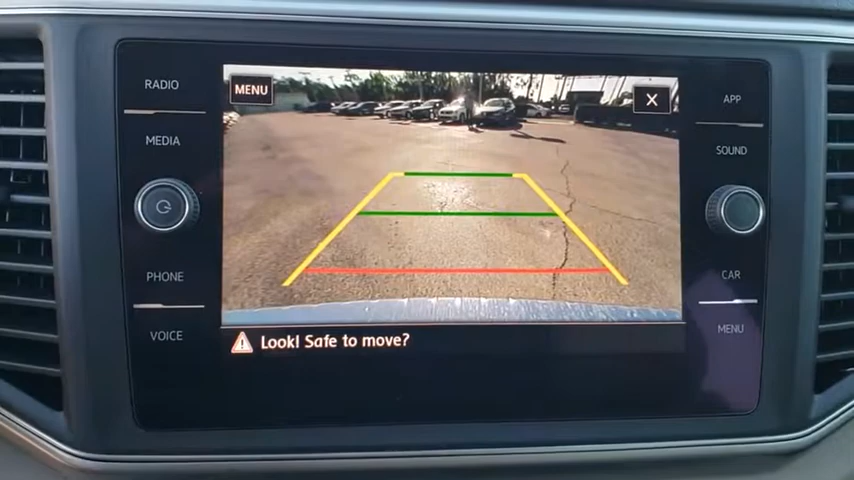 RADIO
MEDIA
PHONE
VOICE
MENU
X
Look! Safe to move?
APP
SOUND
CAR
MENU